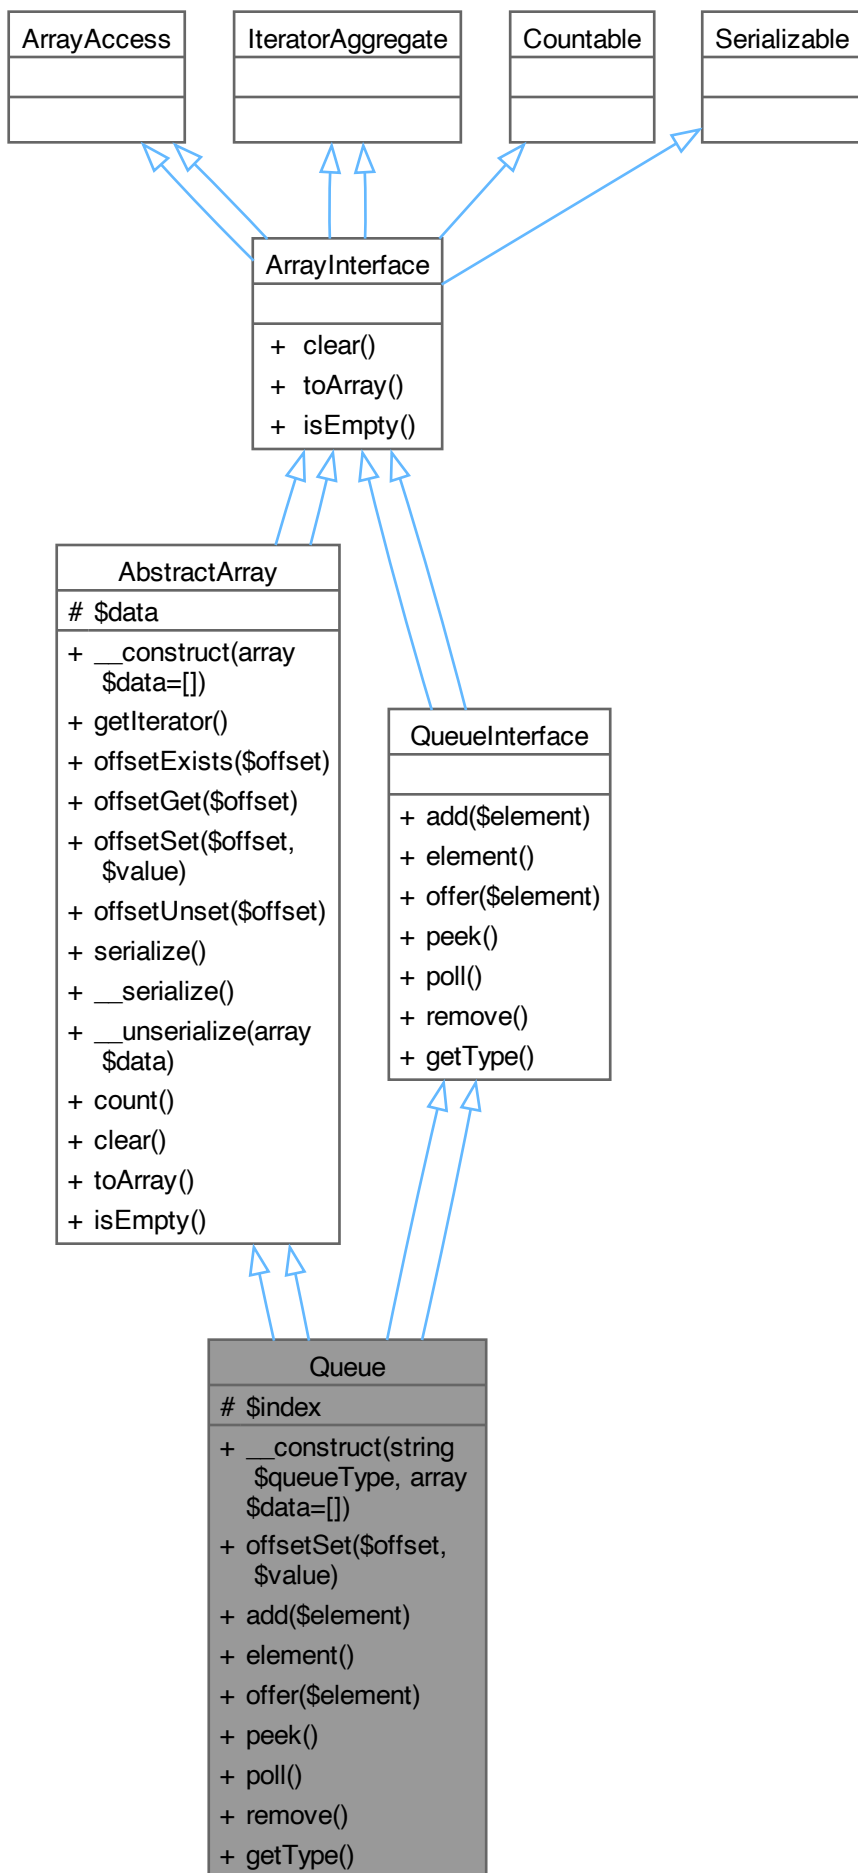 ArrayAccess
IteratorAggregate
Countable
Serializable
ArrayInterface
+ clear()
+ toArray()
+ isEmpty()
AbstractArray
# $data
+ __construct(array
$data=[])
+ getIterator()
+ offsetExists($offset)
+ offsetGet($offset)
+ offsetSet($offset,
$value)
+ offsetUnset($offset)
+ serialize()
+ __serialize()
+ __unserialize(array
$data)
+ count()
+ clear()
+ toArray()
+ isEmpty()
QueueInterface
+ add($element)
+ element()
+ offer($element)
+ peek()
+ poll()
+ remove()
+ getType()
Queue
# $index
+ __construct(string
$queueType, array
$data=[])
+ offsetSet($offset,
$value)
+ add($element)
+ element()
+ offer($element)
+ peek()
+ poll()
+ remove()
+ getType()